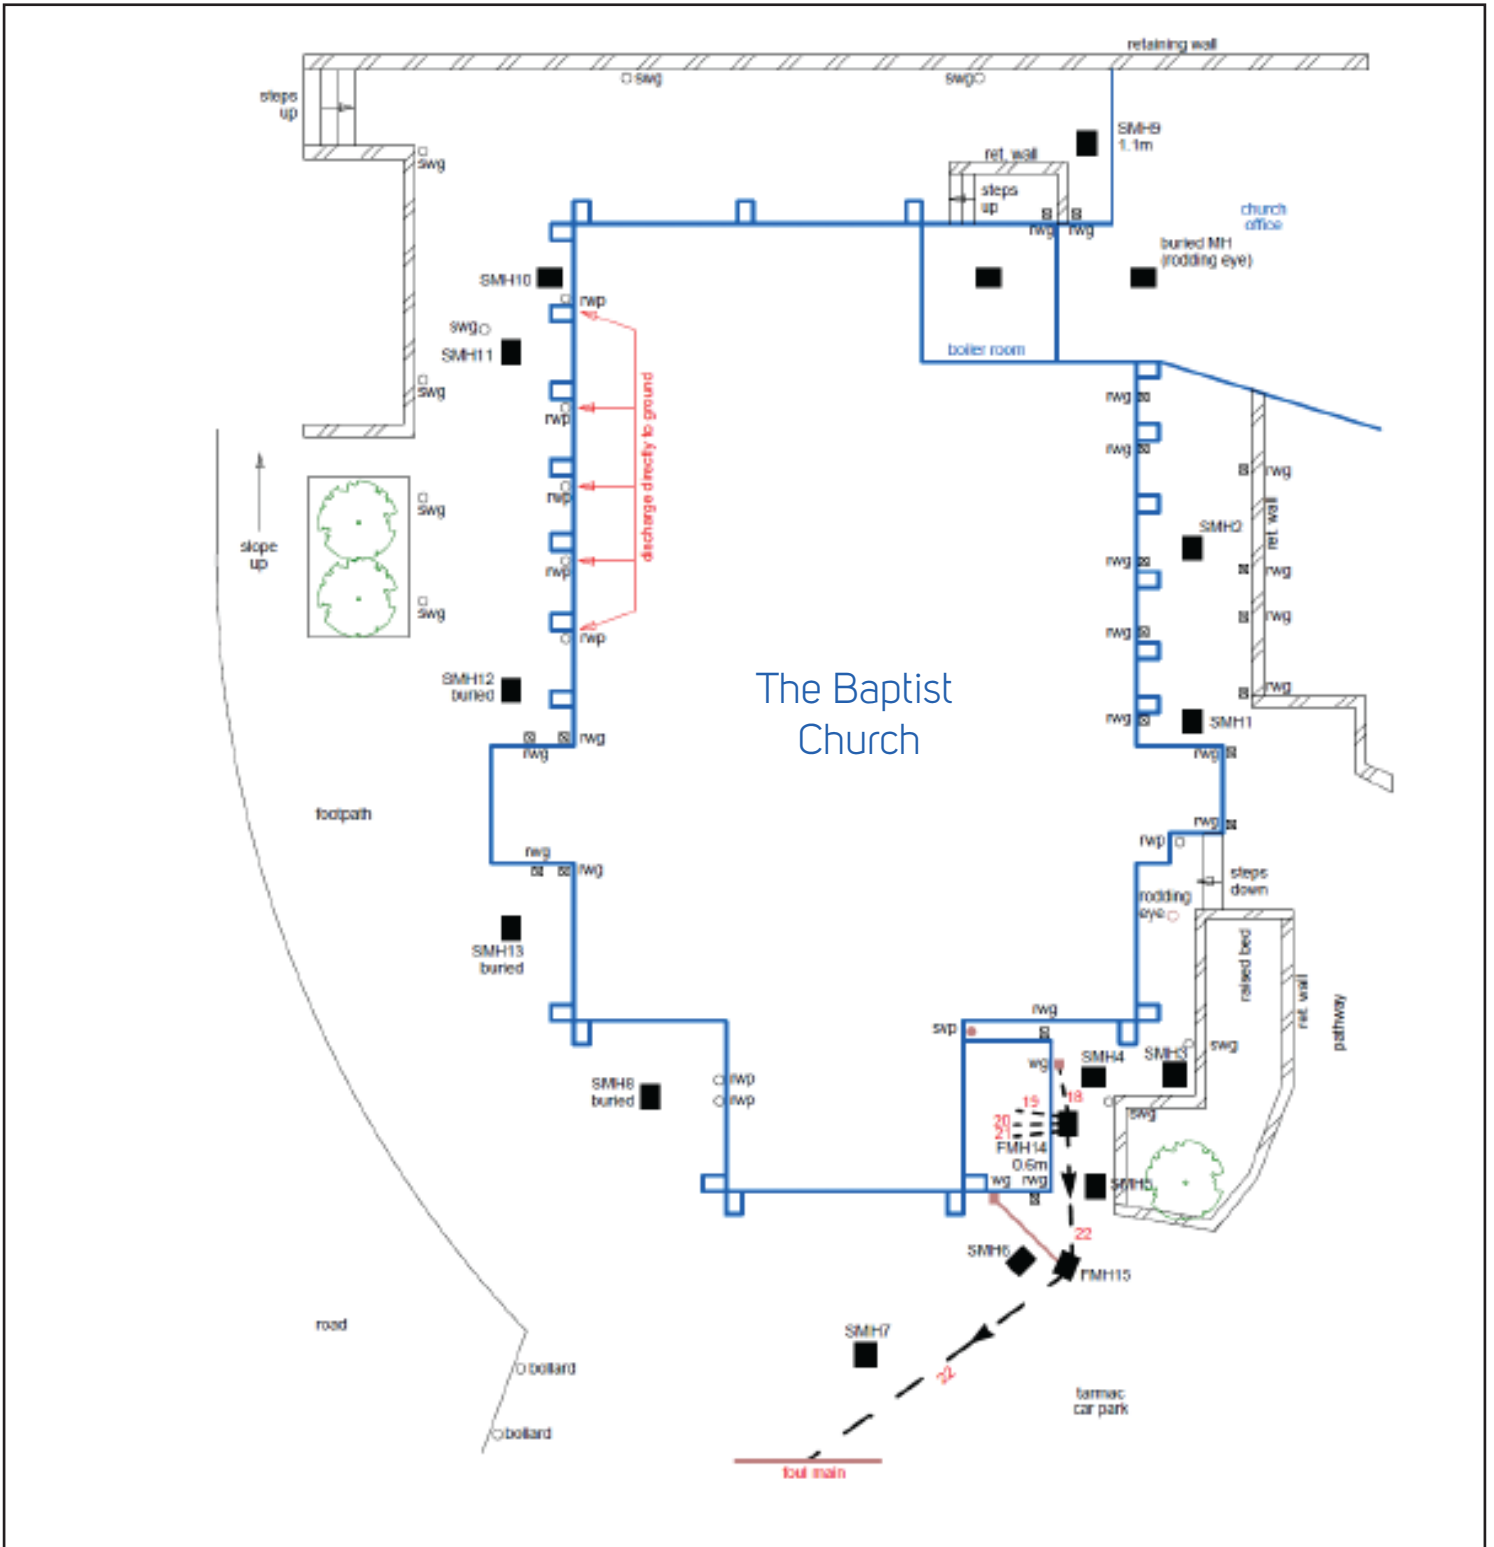 retaining wall
swg
swg
steps
up
SMH9
1.1m
swg
ret. wall
steps
up
church
office
rwg
rwg
buried MH
(rodding eye)
SMH10
rwp
swg
SMH11
boiler room
swg
discharge directly to ground
rwp
rwg
rwg
rwg
ret. wall
rwp
swg
SMH2
slope
up
rwp
rwg
rwg
swg
rwg
rwp
rwg
SMH12
buried
The Baptist
Church
rwg
rwg
SMH1
rwg
rwg
rwg
footpath
rwg
rwp
rwg
rwg
steps
down
rodding
eye
SMH13
buried
raised bed
ret. wall
pathway
rwg
svp
swg
SMH4
SMH3
wg
SMH8
buried
rwp
rwp
19
18
swg
20
21
FMH14
0.6m
wg
rwg
SMH5
22
SMH6
FMH15
road
SMH7
bollard
32
tarmac
car park
bollard
foul main